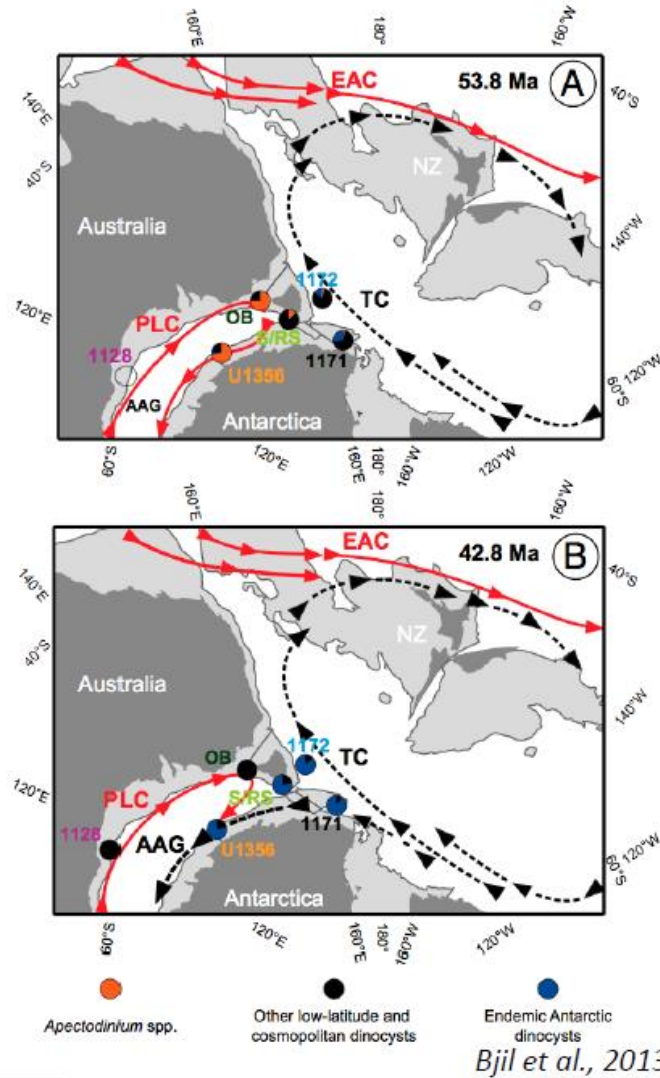 160°E
180°
160°W
EAC
53.8 Ma
A
140°E
40°S
40°S
NZ
Australia
140°W
1172
TC
120°E
OB
PLC
S/RS
1128
1171
U1356
AAG
60°S
120°W
Antarctica
60°S
120°E
160°E
180°
160°W
120°W
160°E
180°
160°W
EAC
42.8 Ma
B
140°E
40°S
40°S
NZ
Australia
140°W
1172
OB
TC
120°E
PLC
S/RS
1128
AAG
1171
U1356
60°S
120°W
Antarctica
60°S
120°E
160°E
180°
160°W
120°W
Apectodinium spp.
Other low-latitude and
cosmopolitan dinocysts
Endemic Antarctic
dinocysts
Bjil et al., 2013